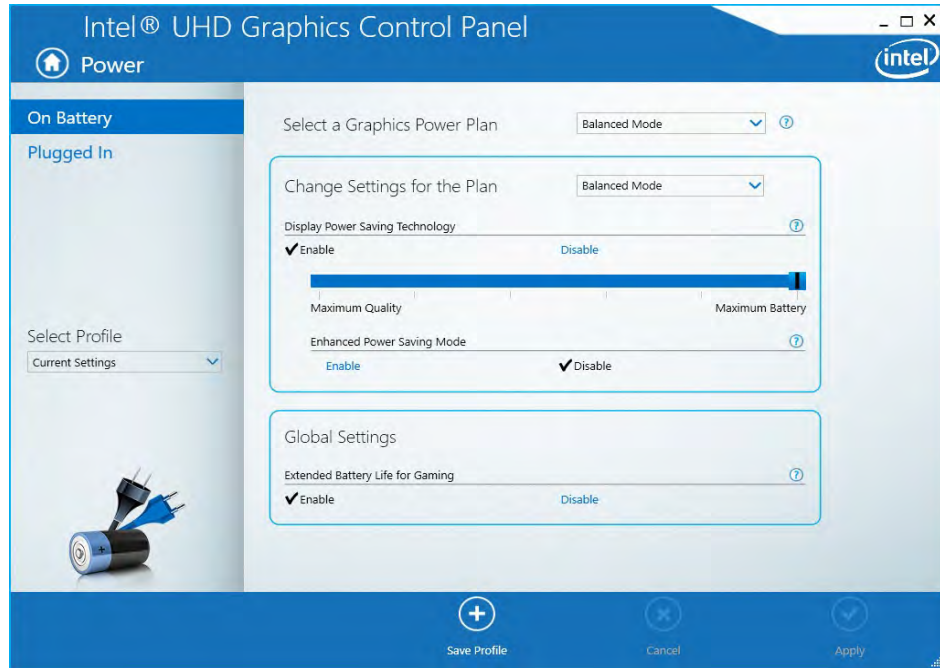 Intel® UHD Graphics Control Panel
intel
Power
On Battery
Plugged In
Select Profile
Current Settings
Select a Graphics Power Plan
Balanced Mode
?
Change Settings for the Plan
Balanced Mode
Display Power Saving Technology
?
Enable
Disable
Maximum Quality
Maximum Battery
Enhanced Power Saving Mode
?
Enable
Disable
Global Settings
Extended Battery Life for Gaming
?
Enable
Disable
Save Profile
Cancel
Apply